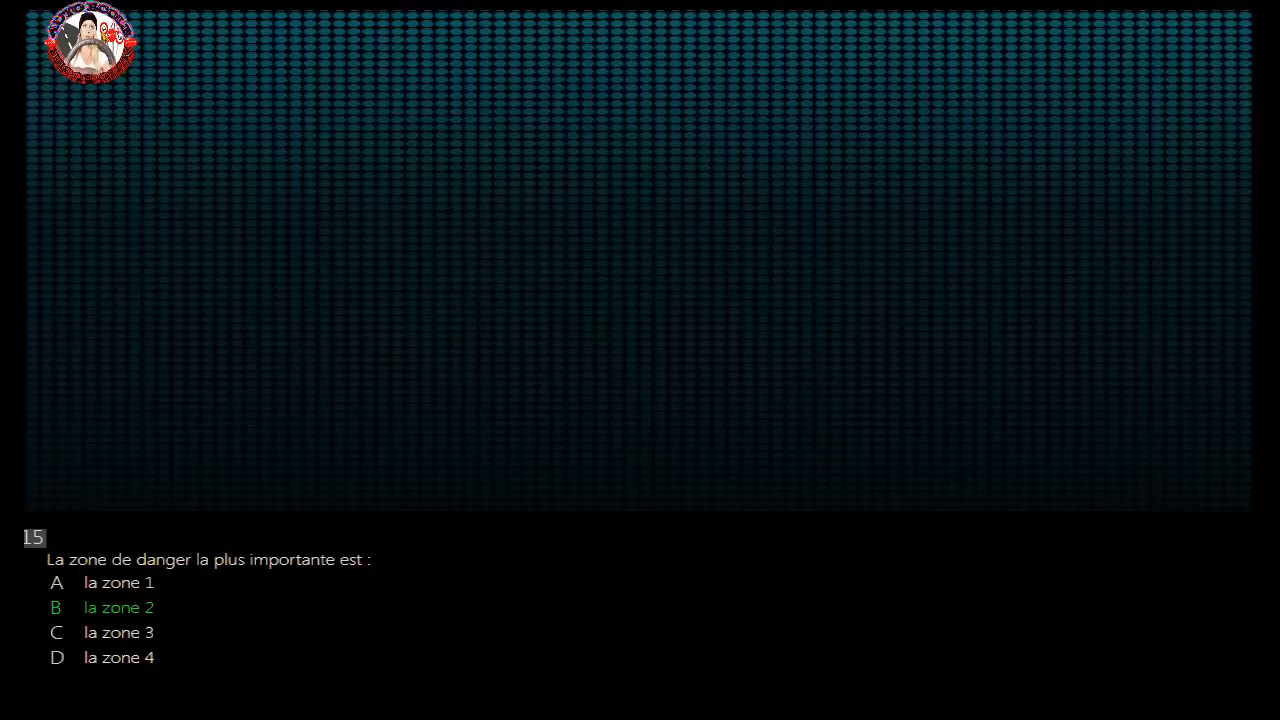 15
La zone de danger la plus importante est :
A la zone 1
B la zone 2
C la zone 3
D la zone 4